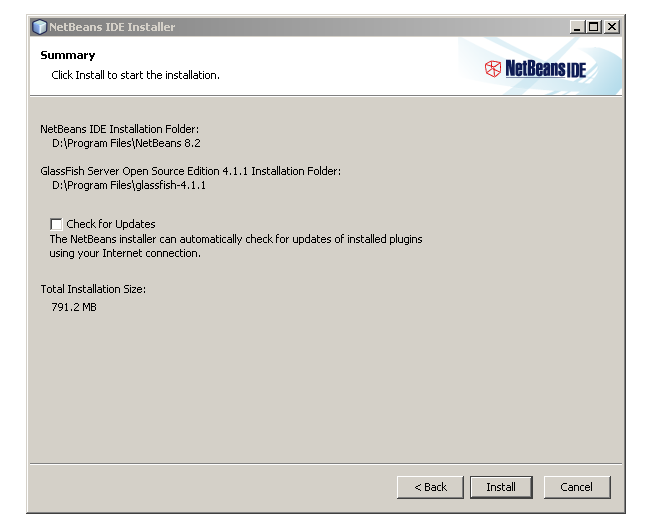 NetBeans IDE Installer
Summary
Click Install to start the installation.
NetBeans IDE
NetBeans IDE Installation Folder:
D:\Program Files\NetBeans 8.2
GlassFish Server Open Source Edition 4.1.1 Installation Folder:
D:\Program Files\glassfish-4.1.1
Check for Updates
The NetBeans installer can automatically check for updates of installed plugins
using your Internet connection.
Total Installation Size:
791.2 MB
< Back
Install
Cancel